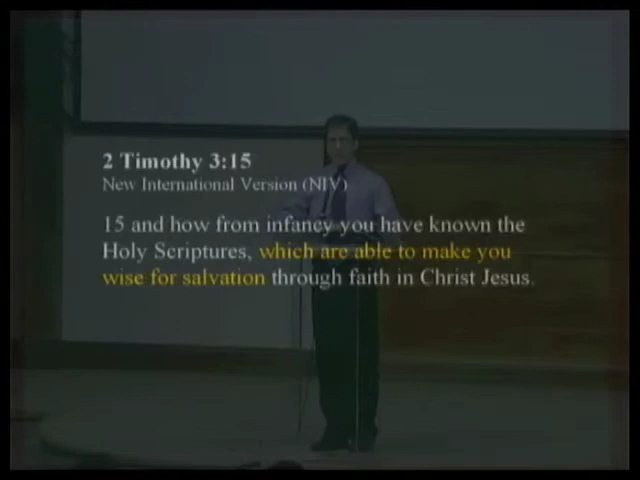 2 Timothy 3:15
New International Version (NIV)
15 and how from infancy you have known the
Holy Scriptures, which are able to make you
wise for salvation through faith in Christ Jesus.